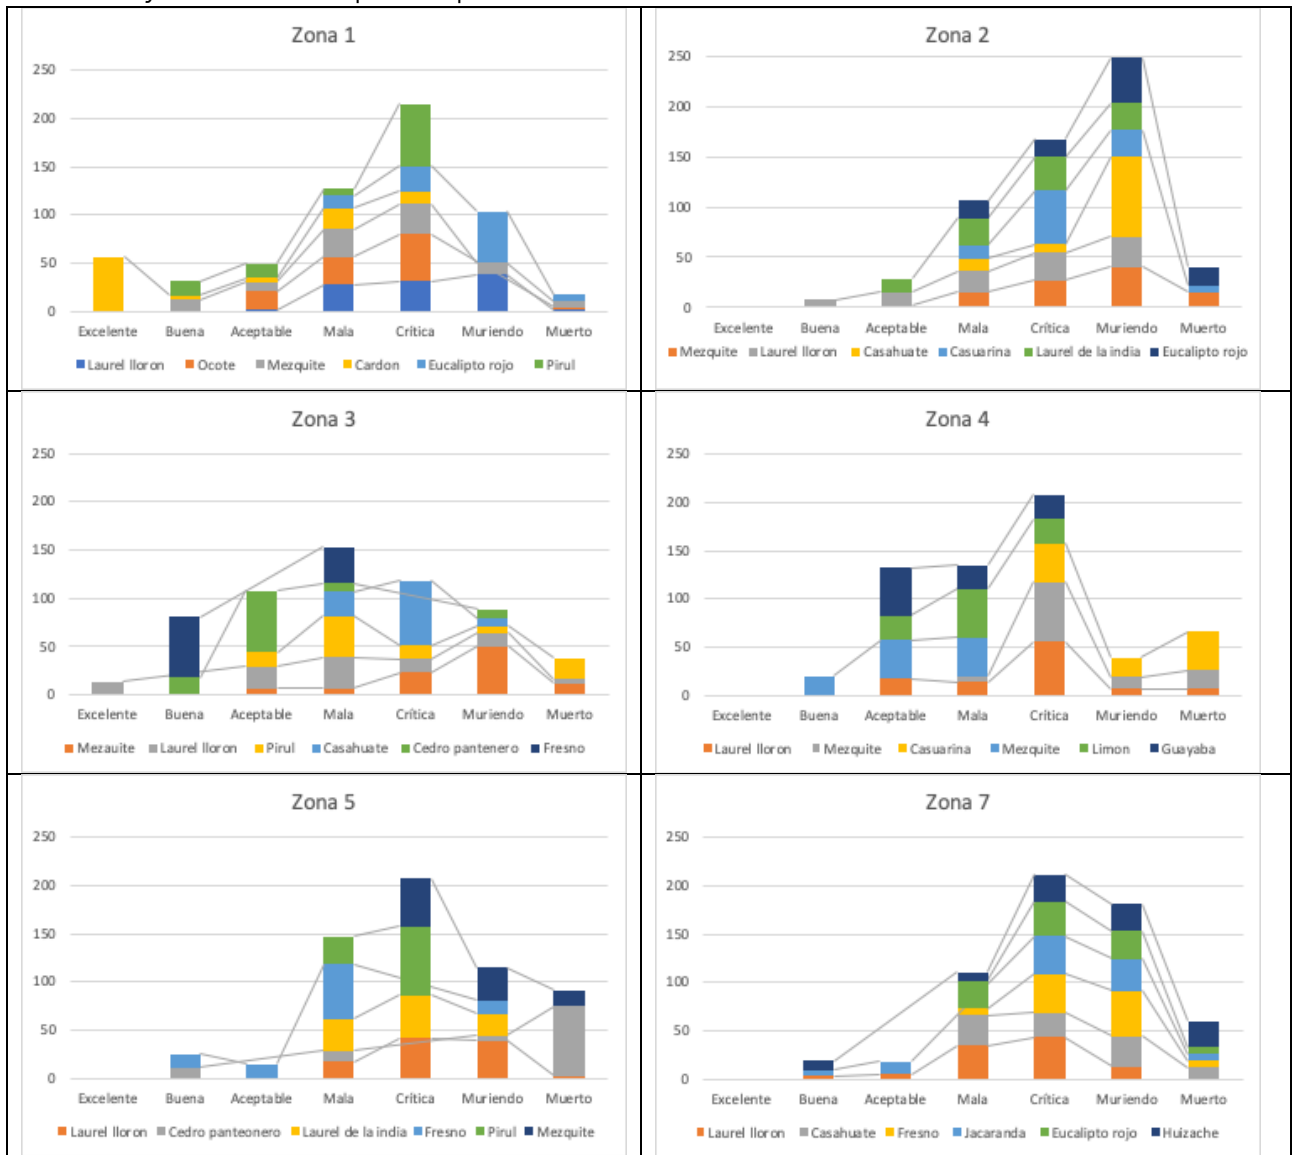 Zona 1
250
200
150
100
50
0
Excelente Buena Aceptable Mala Crítica Muriendo Muerto
Laurel lloron Ocote Mezquite Cardon Eucalipto rojo Pirul
Zona 2
250
200
150
100
50
0
Excelente Buena Aceptable Mala Crítica Muriendo Muerto
Mezquite Laurel lloron Casahuate Casuarina Laurel de la india Eucalipto rojo
Zona 3
250
200
150
100
50
0
Excelente Buena Aceptable Mala Crítica Muriendo Muerto
Mezauite Laurel lloron Pirul Casahuate Cedro pantenero Fresno
Zona 4
250
200
150
100
50
0
Excelente Buena Aceptable Mala Crítica Muriendo Muerto
Laurel lloron Mezquite Casuarina Mezquite Limon Guayaba
Zona 5
250
200
150
100
50
0
Excelente Buena Aceptable Mala Crítica Muriendo Muerto
Laurel lloron Cedro panteonero Laurel de la india Fresno Pirul Mezquite
Zona 7
250
200
150
100
50
0
Excelente Buena Aceptable Mala Crítica Muriendo Muerto
Laurel lloron Casahuate Fresno Jacaranda Eucalipto rojo Huizache